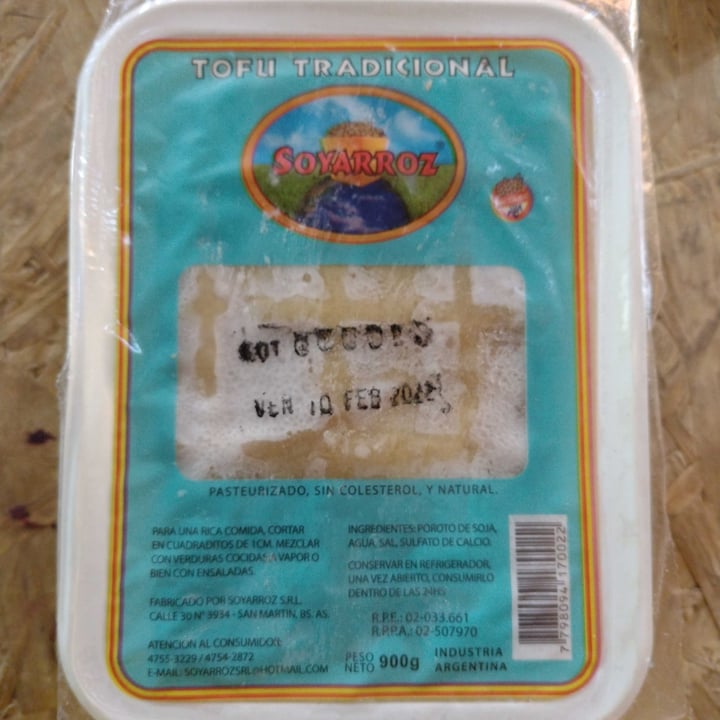 TOFU TRADICIONAL
SOYARROZ
VEN 10 FEB 2022
PASTEURIZADO, SIN COLESTEROL, Y NATURAL.
PARA UNA RICA COMIDA, CORTAR
EN CUADRADITOS DE 1CM. MEZCLAR
CON VERDURAS COCIDAS A VAPOR O
BIEN CON ENSALADAS.
FABRICADO POR SOYARROZ S.R.L.
CALLE 30 N° 3934 - SAN MARTIN, BS. AS.
ATENCION AL CONSUMIDOR:
4755-3229 / 4754-2872
E-MAIL: SOYARROZSRL@HOTMAIL.COM
INGREDIENTES: POROTO DE SOJA,
AGUA, SAL, SULFATO DE CALCIO.
CONSERVAR EN REFRIGERADOR,
UNA VEZ ABIERTO, CONSUMIRLO
DENTRO DE LAS 24HS
R.P.E.: 02-033.661
R.P.P.A.: 02-507970
PESO NETO 900g
INDUSTRIA ARGENTINA
7 798094 170022